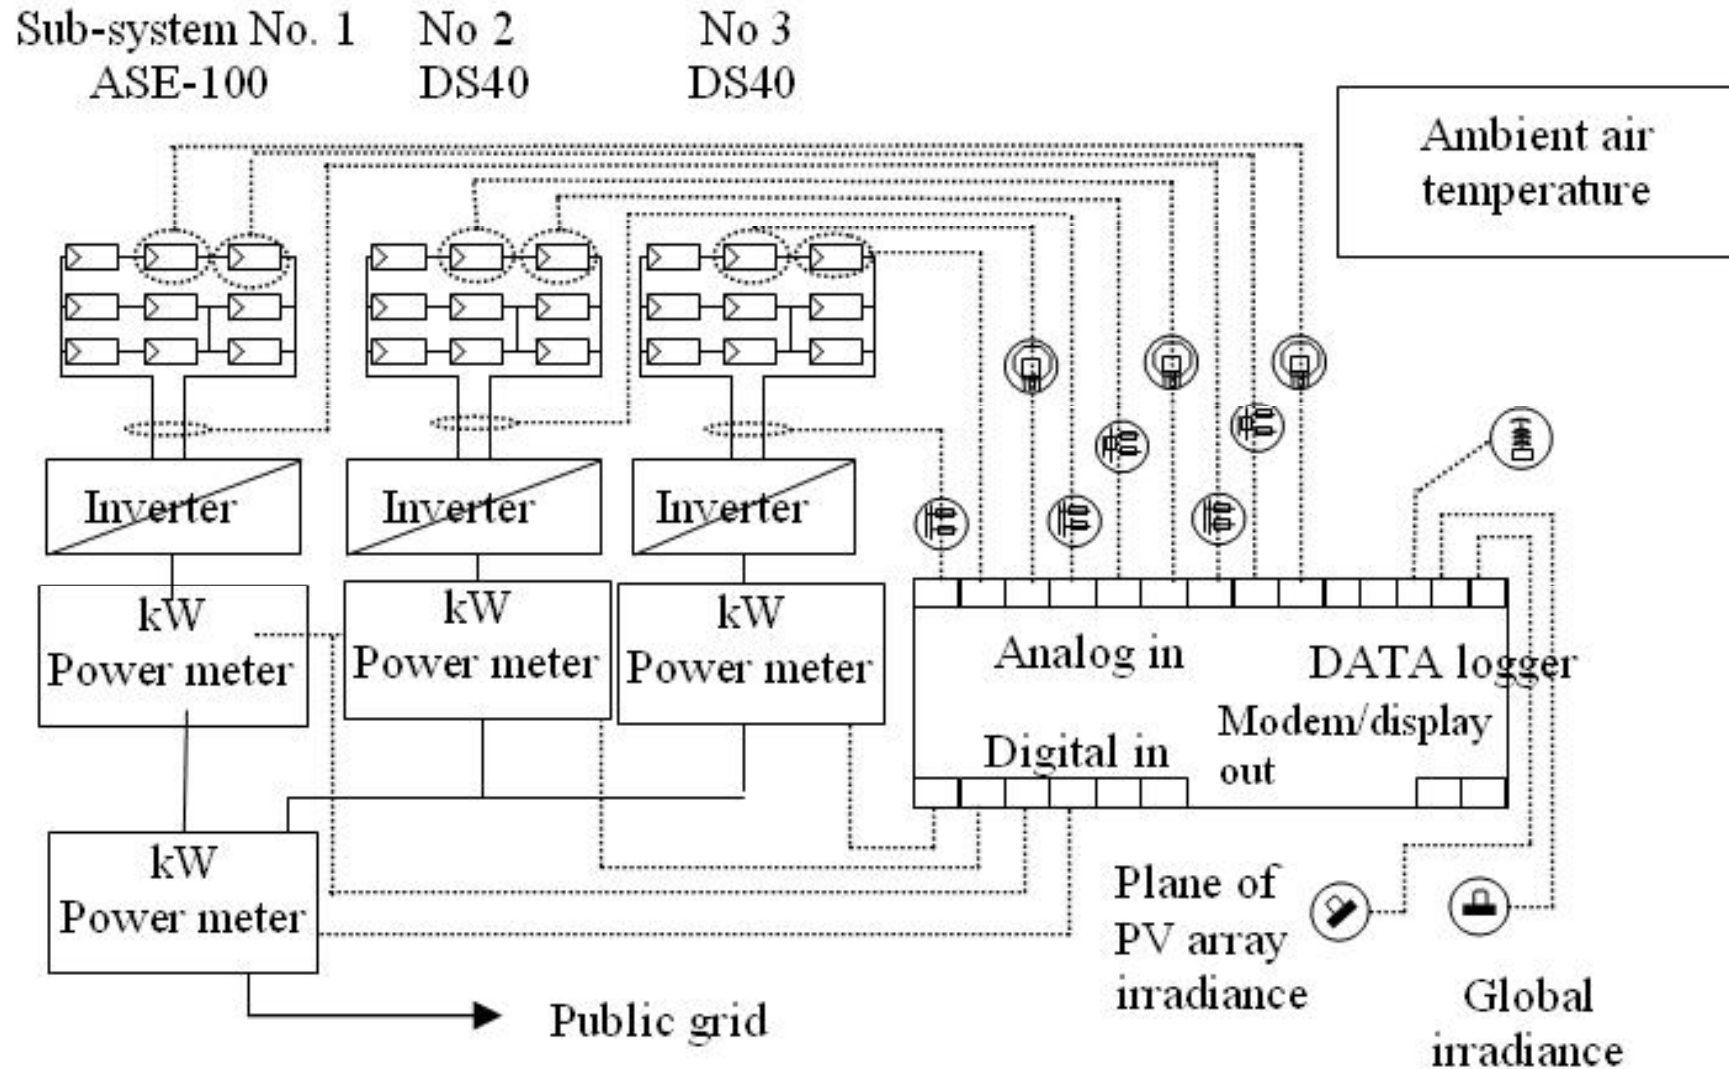 Sub-system No. 1 No 2 No 3
ASE-100 DS40 DS40
Ambient air
temperature
Inverter Inverter Inverter
kW kW kW
Power meter Power meter Power meter
Analog in DATA logger
Modem/display
Digital in out
kW
Power meter
Plane of
PV array
irradiance
Global
irradiance
Public grid